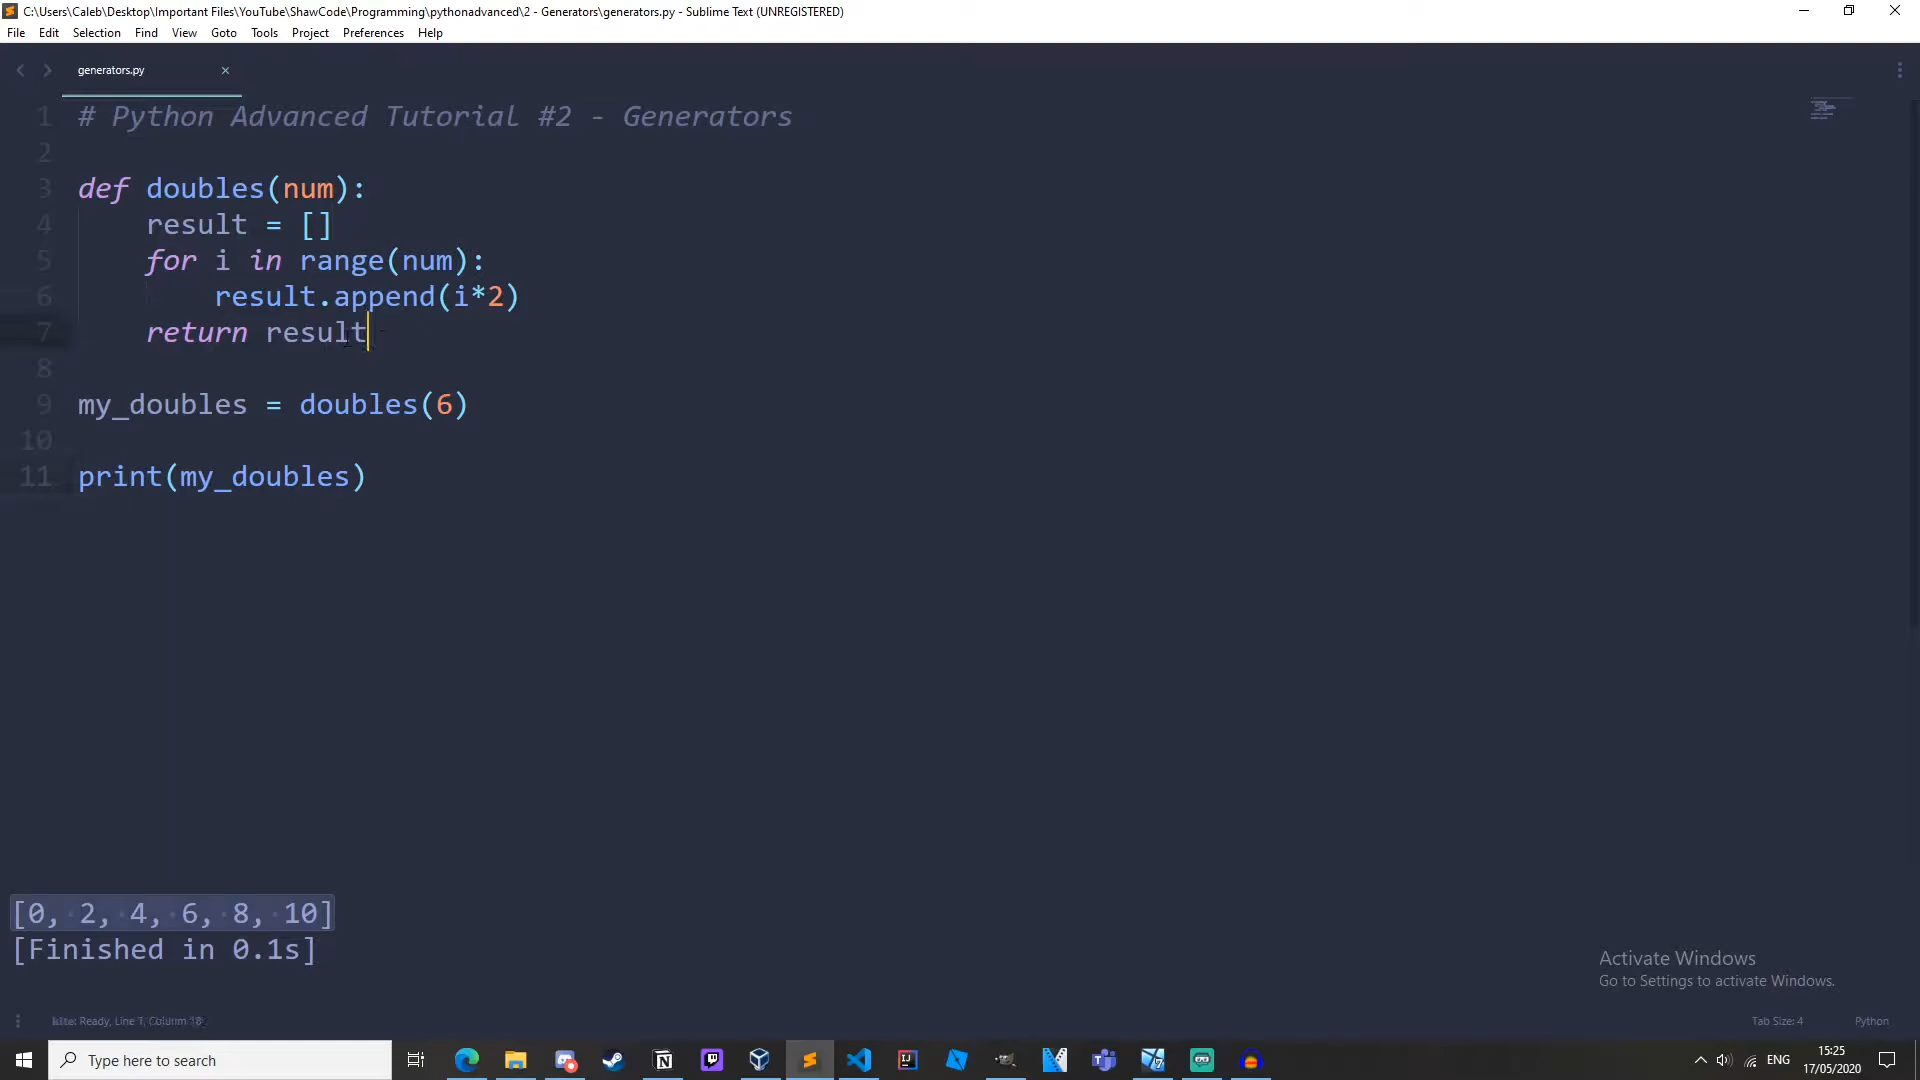 C:\Users\Caleb\Desktop\Important Files\YouTube\ShawCode\Programming\pythonadvanced\2 - Generators\generators.py - Sublime Text (UNREGISTERED)
File Edit Selection Find View Goto Tools Project Preferences Help
generators.py
1 # Python Advanced Tutorial #2 - Generators
2
3 def doubles(num):
4 result = []
5 for i in range(num):
6 result.append(i*2)
7 return result
8
9 my_doubles = doubles(6)
10
11 print(my_doubles)
[0, 2, 4, 6, 8, 10]
[Finished in 0.1s]
Activate Windows
Go to Settings to activate Windows.
Ready, Line 7, Column
Tab Size: 4 Python
Type here to search
ENG
15:25
17/05/2020